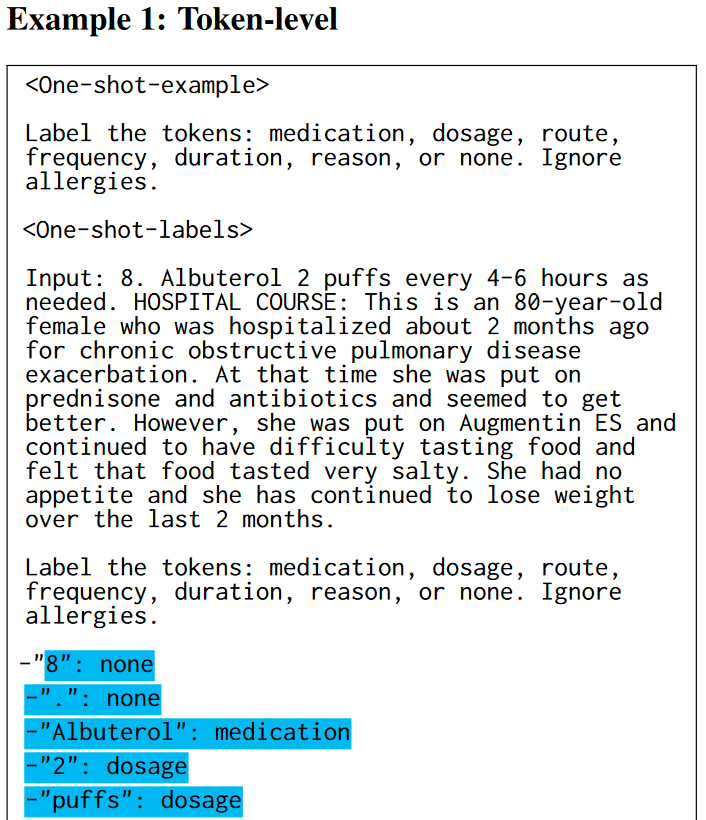 Example 1: Token-level
<One-shot-example>
Label the tokens: medication, dosage, route,
frequency, duration, reason, or none. Ignore
allergies.
<One-shot-labels>
Input: 8. Albuterol 2 puffs every 4-6 hours as
needed. HOSPITAL COURSE: This is an 80-year-old
female who was hospitalized about 2 months ago
for chronic obstructive pulmonary disease
exacerbation. At that time she was put on
prednisone and antibiotics and seemed to get
better. However, she was put on Augmentin ES and
continued to have difficulty tasting food and
felt that food tasted very salty. She had no
appetite and she has continued to lose weight
over the last 2 months.
Label the tokens: medication, dosage, route,
frequency, duration, reason, or none. Ignore
allergies.
-"8": none
-".": none
-"Albuterol": medication
-"2": dosage
-"puffs": dosage